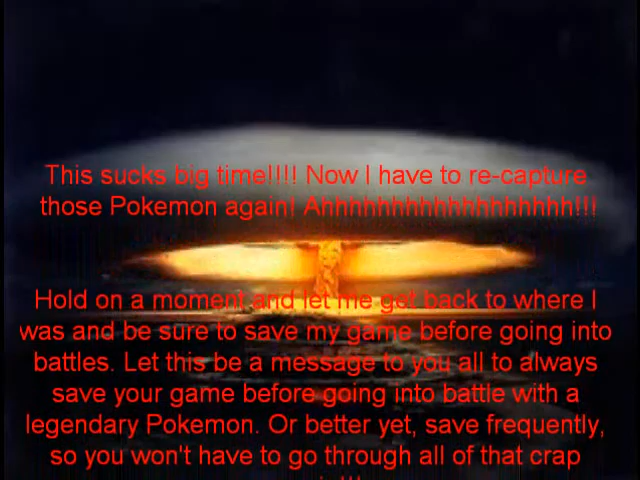 This sucks big time!!!! Now I have to re-capture
those Pokemon again! Ahhhhhhhhhhhhhhhhhhh!!!
Hold on a moment and let me get back to where I
was and be sure to save my game before going into
battles. Let this be a message to you all to always
save your game before going into battle with a
legendary Pokemon. Or better yet, save frequently,
so you won't have to go through all of that crap